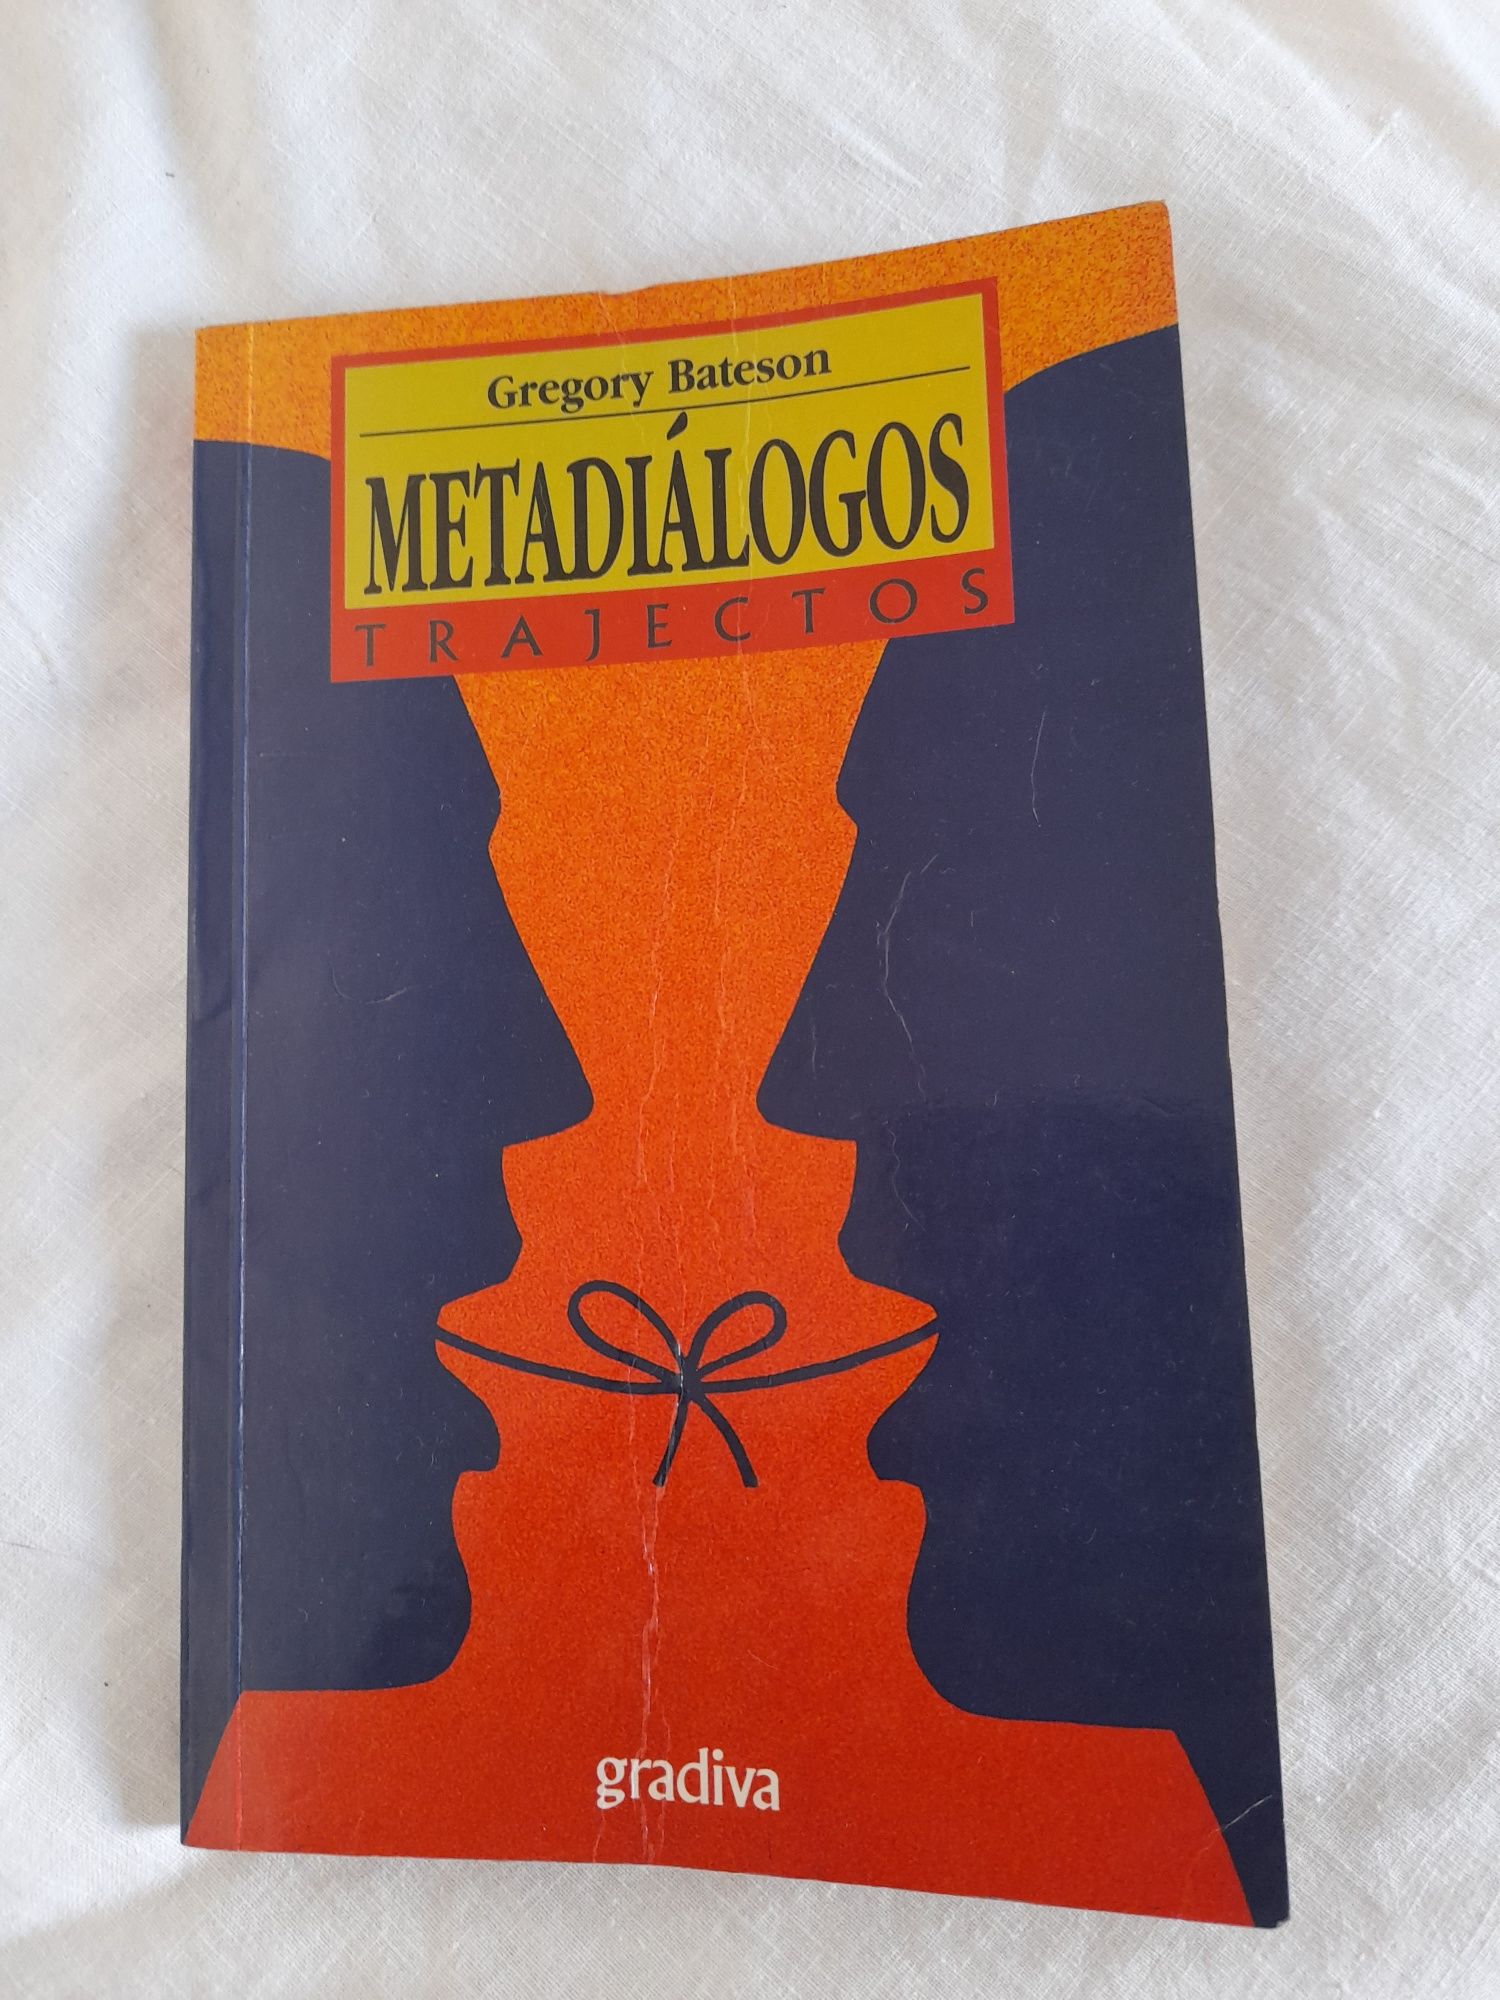 Gregory Bateson
METADIÁLOGOS
TRAJECTOS
gradiva